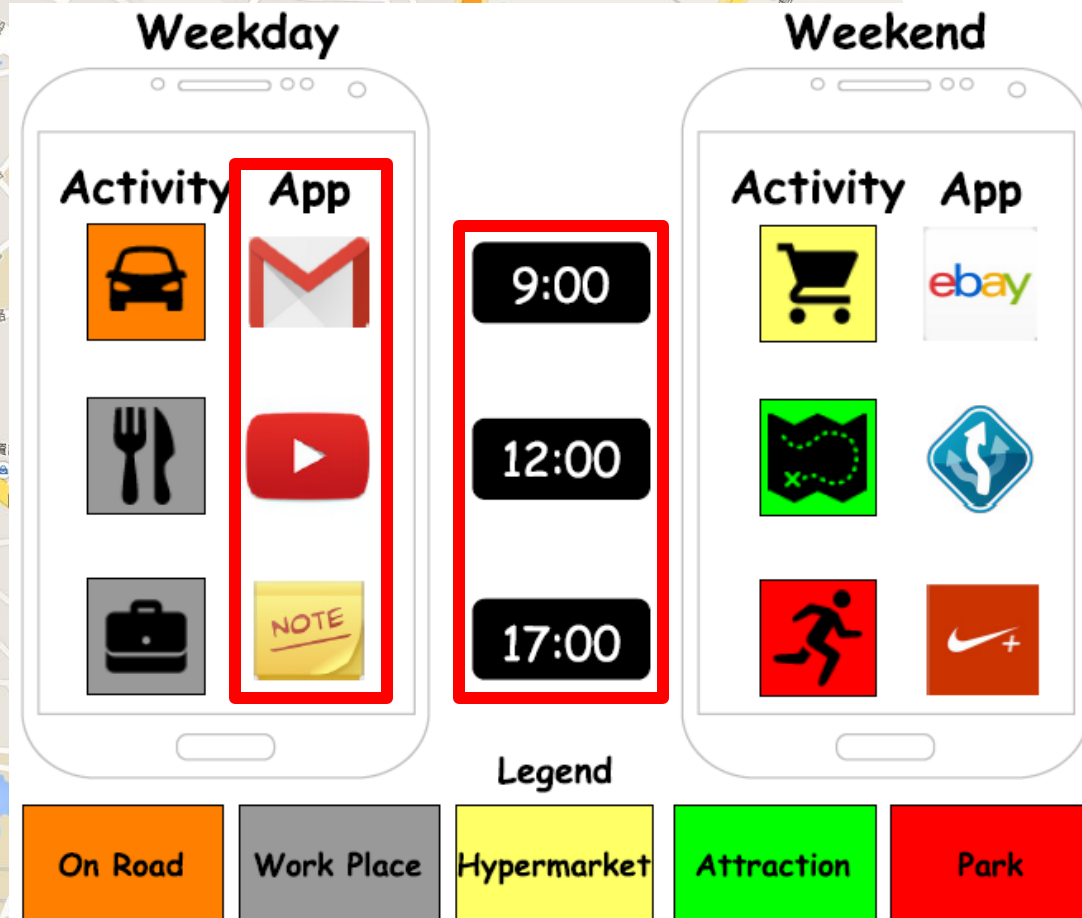 Weekday
Weekend
Activity App
Activity App
9:00
ebay
12:00
NOTE
17:00
+
Legend
On Road
Work Place
Hypermarket
Attraction
Park